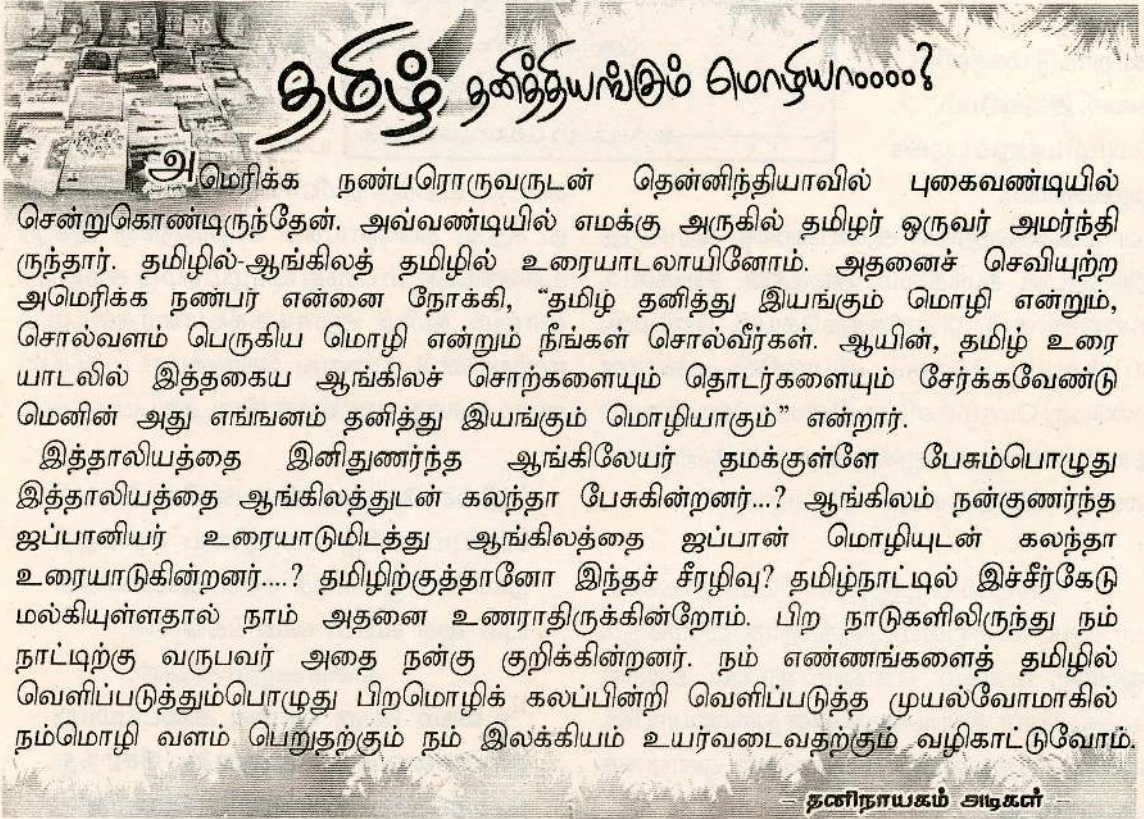 தமிழ் தனித்தியங்கும் மொழியாoooo?
அமெரிக்க நண்பரொருவருடன் தென்னிந்தியாவில் புகைவண்டியில்
சென்றுகொண்டிருந்தேன். அவ்வண்டியில் எமக்கு அருகில் தமிழர் ஒருவர் அமர்ந்தி
ருந்தார். தமிழில்-ஆங்கிலத் தமிழில் உரையாடலாயினோம். அதனைச் செவியுற்ற
அமெரிக்க நண்பர் என்னை நோக்கி, “தமிழ் தனித்து இயங்கும் மொழி என்றும்,
சொல்வளம் பெருகிய மொழி என்றும் நீங்கள் சொல்வீர்கள். ஆயின், தமிழ் உரை
யாடலில் இத்தகைய ஆங்கிலச் சொற்களையும் தொடர்களையும் சேர்க்கவேண்டு
மெனின் அது எங்ஙனம் தனித்து இயங்கும் மொழியாகும்” என்றார்.
இத்தாலியத்தை இனிதுணர்ந்த ஆங்கிலேயர் தமக்குள்ளே பேசும்பொழுது
இத்தாலியத்தை ஆங்கிலத்துடன் கலந்தா பேசுகின்றனர்...? ஆங்கிலம் நன்குணர்ந்த
ஜப்பானியர் உரையாடுமிடத்து ஆங்கிலத்தை ஜப்பான் மொழியுடன் கலந்தா
உரையாடுகின்றனர்....? தமிழிற்குத்தானோ இந்தச் சீரழிவு? தமிழ்நாட்டில் இச்சீர்கேடு
மல்கியுள்ளதால் நாம் அதனை உணராதிருக்கின்றோம். பிற நாடுகளிலிருந்து நம்
நாட்டிற்கு வருபவர் அதை நன்கு குறிக்கின்றனர். நம் எண்ணங்களைத் தமிழில்
வெளிப்படுத்தும்பொழுது பிறமொழிக் கலப்பின்றி வெளிப்படுத்த முயல்வோமாகில்
நம்மொழி வளம் பெறுதற்கும் நம் இலக்கியம் உயர்வடைவதற்கும் வழிகாட்டுவோம்.
– தனிநாயகம் அடிகள் –